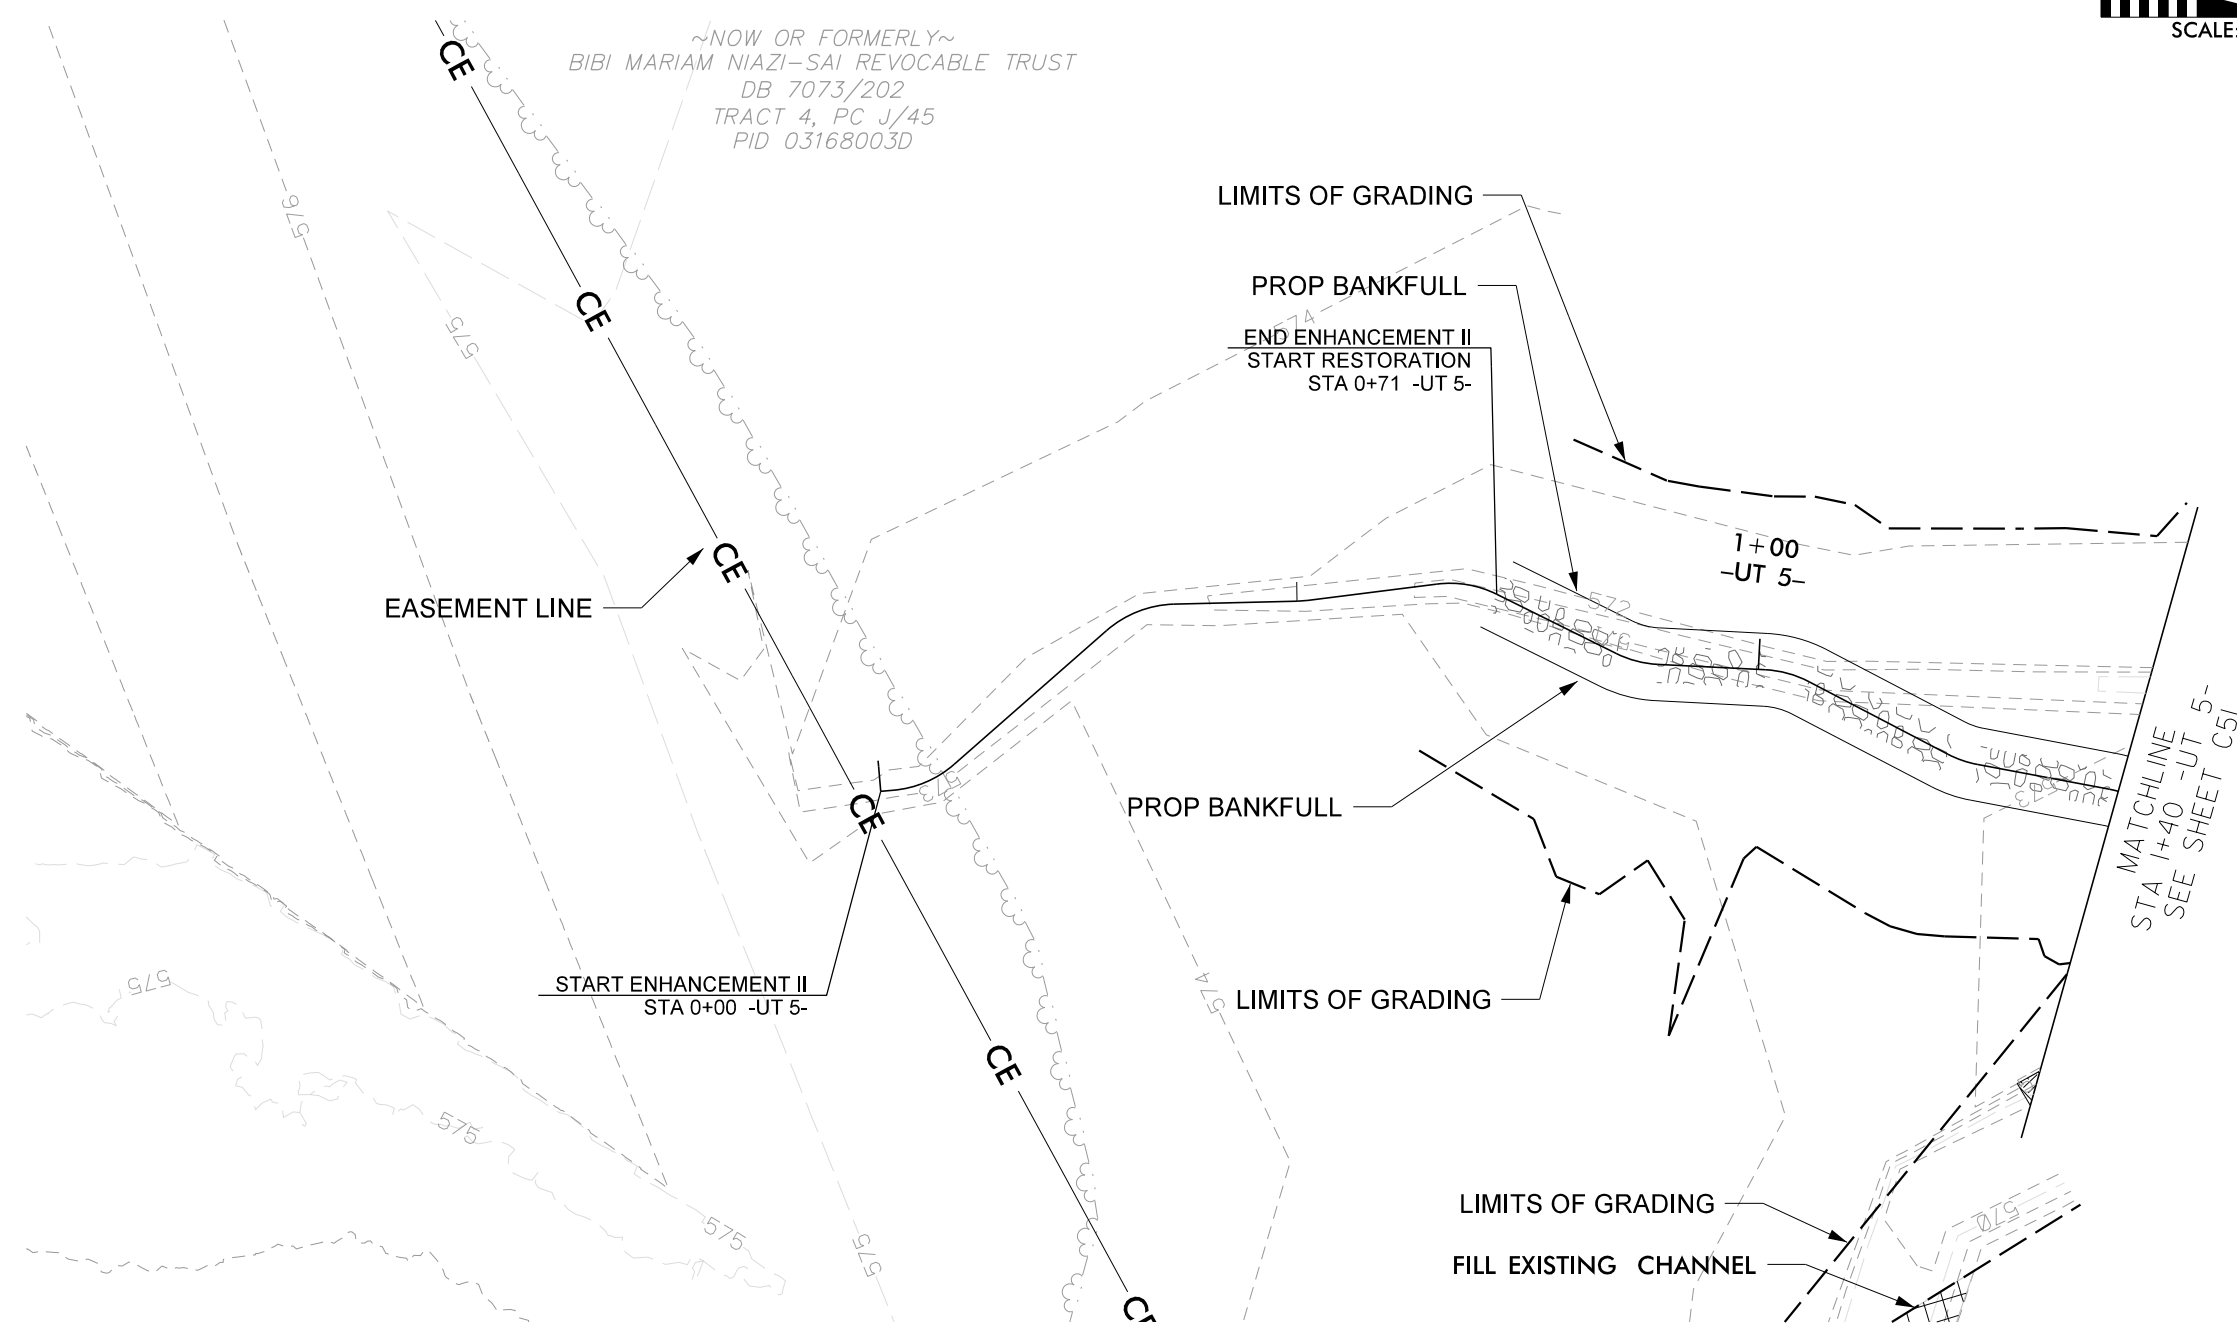 SCALE:
~NOW OR FORMERLY~
BIBI MARIAM NIAZI-SAI REVOCABLE TRUST
DB 7073/202
TRACT 4, PC J/45
PID 03168003D
CE
LIMITS OF GRADING
576
PROP BANKFULL
CE
574
575
END ENHANCEMENT II
START RESTORATION
STA 0+71 -UT 5-
1+00
-UT 5-
CE
572
EASEMENT LINE
CE
PROP BANKFULL
573
MATCHLINE
STA 1+40 -UT 5-
SEE SHEET C51
START ENHANCEMENT II
STA 0+00 -UT 5-
575
574
LIMITS OF GRADING
CE
575
LIMITS OF GRADING
570
575
575
FILL EXISTING CHANNEL
CE